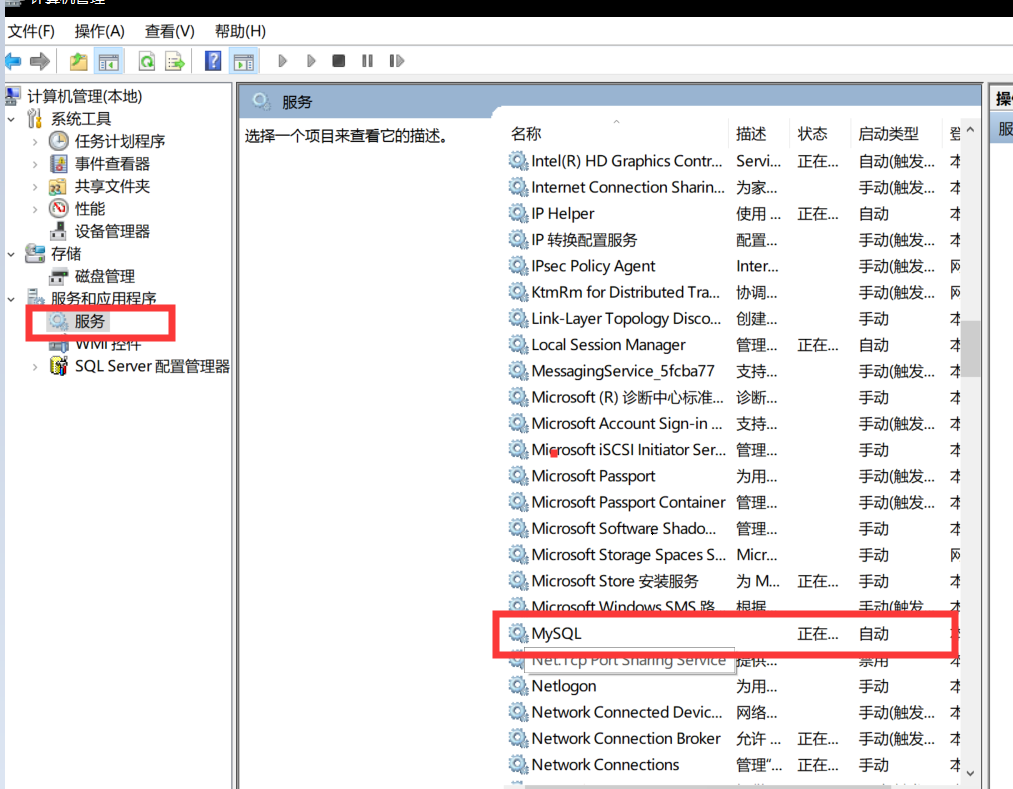 计算机管理
文件(F) 操作(A) 查看(V) 帮助(H)
计算机管理(本地)
系统工具
任务计划程序
事件查看器
共享文件夹
性能
设备管理器
存储
磁盘管理
服务和应用程序
服务
WMI 控件
SQL Server 配置管理器
服务
选择一个项目来查看它的描述。
名称 描述 状态 启动类型 登
Intel(R) HD Graphics Contr... Servi... 正在... 自动(触发... 本
Internet Connection Sharin... 为家... 手动(触发... 本
IP Helper 使用 ... 正在... 自动 本
IP 转换配置服务 配置... 手动(触发... 本
IPsec Policy Agent Inter... 手动(触发... 网
KtmRm for Distributed Tra... 协调... 手动(触发... 网
Link-Layer Topology Disco... 创建... 手动 本
Local Session Manager 管理... 正在... 自动 本
MessagingService_5fcba77 支持... 手动(触发... 本
Microsoft (R) 诊断中心标准... 诊断... 手动 本
Microsoft Account Sign-in ... 支持... 手动(触发... 本
Microsoft iSCSI Initiator Ser... 管理... 手动 本
Microsoft Passport 为用... 手动(触发... 本
Microsoft Passport Container 管理... 手动(触发... 本
Microsoft Software Shado... 管理... 手动 本
Microsoft Storage Spaces S... Micr... 手动 网
Microsoft Store 安装服务 为 M... 正在... 手动 本
Microsoft Windows SMS 路 根据 手动(触发 本
MySQL 正在... 自动 本
Net.Tcp Port Sharing Service 提供... 禁用 本
Netlogon 为用... 手动 本
Network Connected Devic... 网络... 手动(触发... 本
Network Connection Broker 允许 ... 正在... 手动(触发... 本
Network Connections 管理“... 正在... 手动 本
操
服